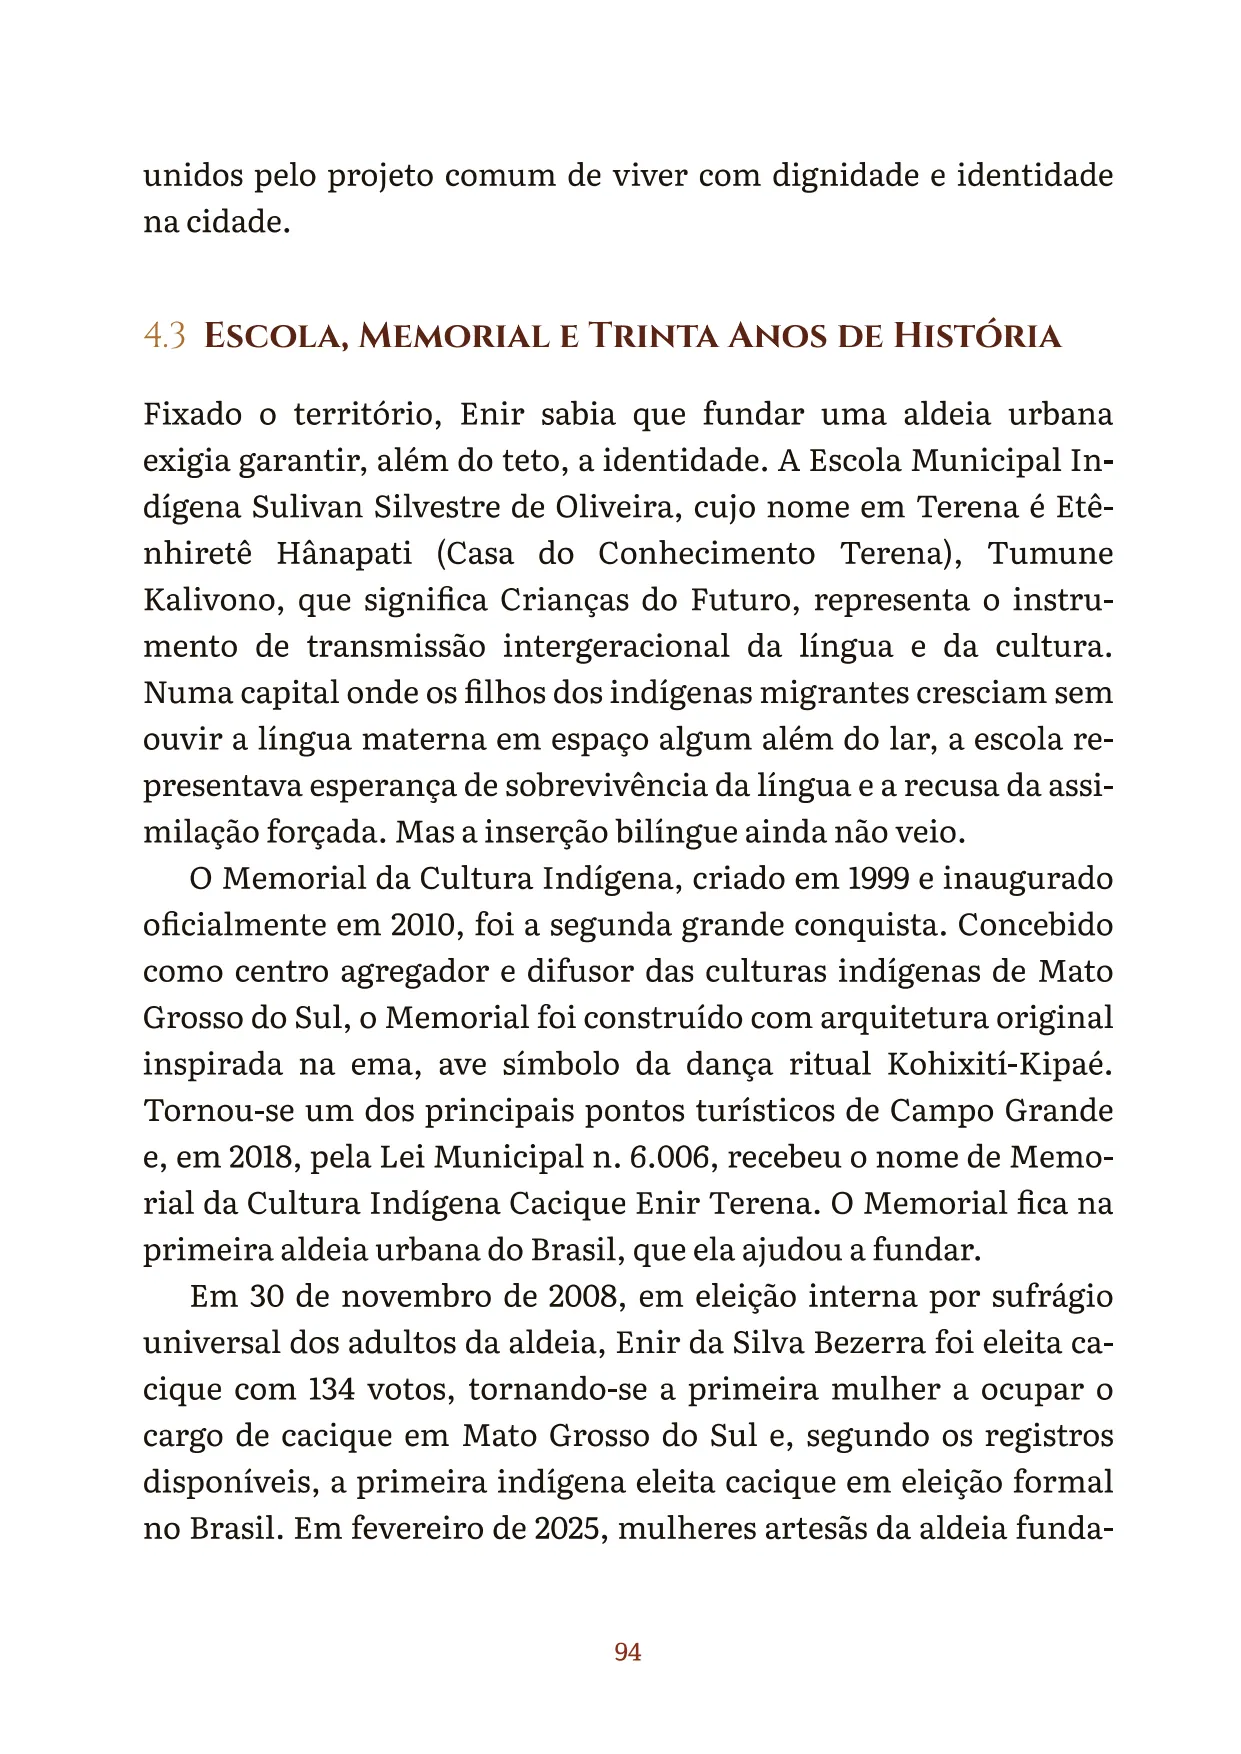 unidos pelo projeto comum de viver com dignidade e identidade
na cidade.
4.3 Escola, Memorial e Trinta Anos de História
Fixado o território, Enir sabia que fundar uma aldeia urbana
exigia garantir, além do teto, a identidade. A Escola Municipal In-
dígena Sulivan Silvestre de Oliveira, cujo nome em Terena é Etê-
nhiretê Hânapati (Casa do Conhecimento Terena), Tumune
Kalivono, que significa Crianças do Futuro, representa o instru-
mento de transmissão intergeracional da língua e da cultura.
Numa capital onde os filhos dos indígenas migrantes cresciam sem
ouvir a língua materna em espaço algum além do lar, a escola re-
presentava esperança de sobrevivência da língua e a recusa da assi-
milação forçada. Mas a inserção bilíngue ainda não veio.
O Memorial da Cultura Indígena, criado em 1999 e inaugurado
oficialmente em 2010, foi a segunda grande conquista. Concebido
como centro agregador e difusor das culturas indígenas de Mato
Grosso do Sul, o Memorial foi construído com arquitetura original
inspirada na ema, ave símbolo da dança ritual Kohixití-Kipaé.
Tornou-se um dos principais pontos turísticos de Campo Grande
e, em 2018, pela Lei Municipal n. 6.006, recebeu o nome de Memo-
rial da Cultura Indígena Cacique Enir Terena. O Memorial fica na
primeira aldeia urbana do Brasil, que ela ajudou a fundar.
Em 30 de novembro de 2008, em eleição interna por sufrágio
universal dos adultos da aldeia, Enir da Silva Bezerra foi eleita ca-
cique com 134 votos, tornando-se a primeira mulher a ocupar o
cargo de cacique em Mato Grosso do Sul e, segundo os registros
disponíveis, a primeira indígena eleita cacique em eleição formal
no Brasil. Em fevereiro de 2025, mulheres artesãs da aldeia funda-
94